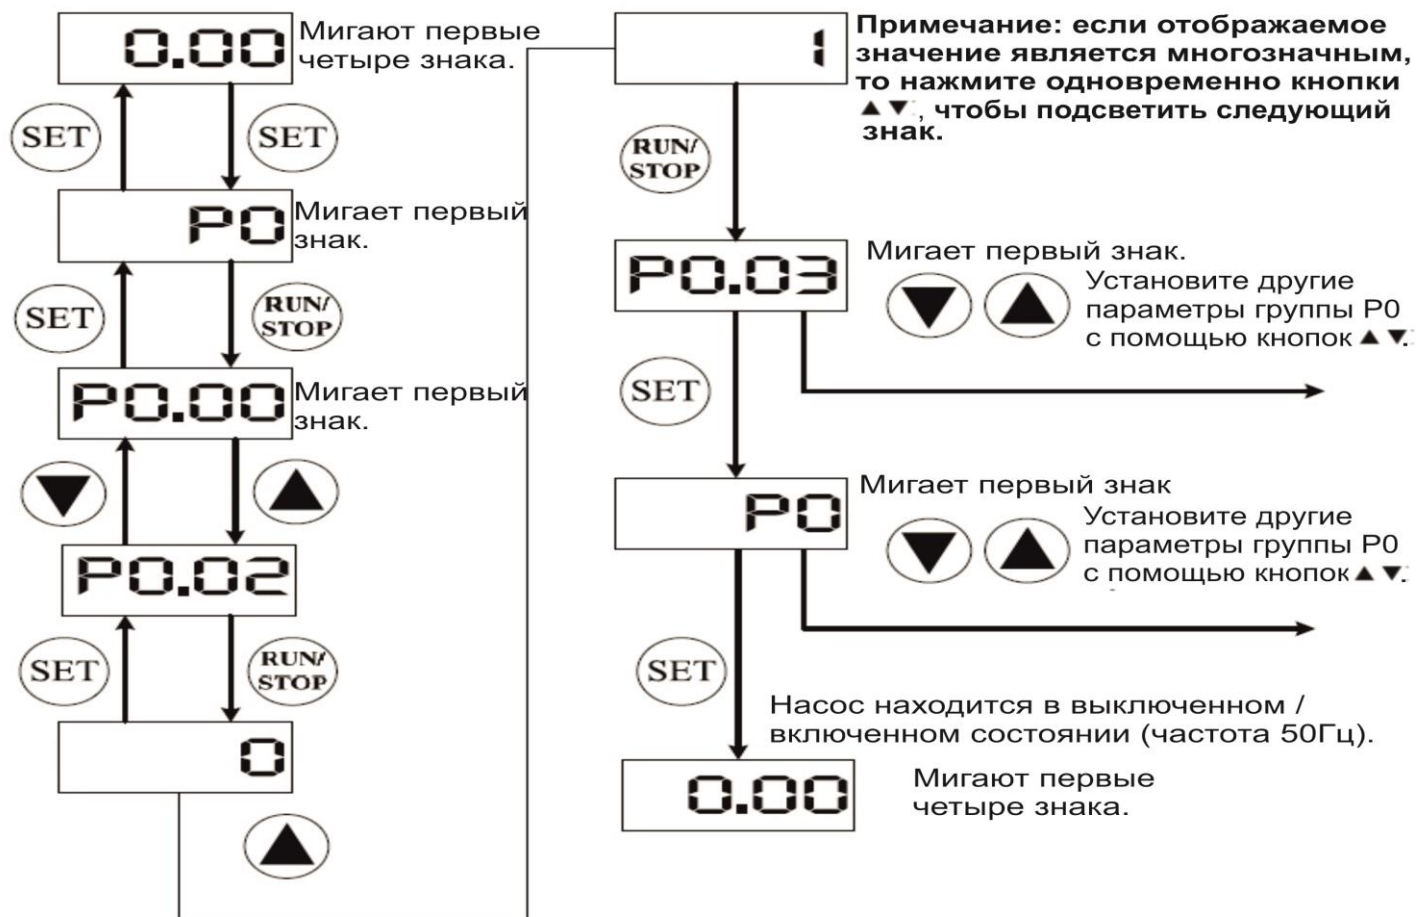 0.00
Мигают первые
четыре знака.
SET
SET
P0
Мигает первый
знак.
SET
RUN/
STOP
P0.00
Мигает первый
знак.
P0.02
SET
RUN/
STOP
0
1
Примечание: если отображаемое
значение является многозначным,
то нажмите одновременно кнопки
▲ ▼, чтобы подсветить следующий
знак.
RUN/
STOP
P0.03
Мигает первый знак.
Установите другие
параметры группы P0
с помощью кнопок ▲ ▼.
SET
P0
Мигает первый знак
Установите другие
параметры группы P0
с помощью кнопок ▲ ▼.
SET
Насос находится в выключенном /
включенном состоянии (частота 50Гц).
0.00
Мигают первые
четыре знака.